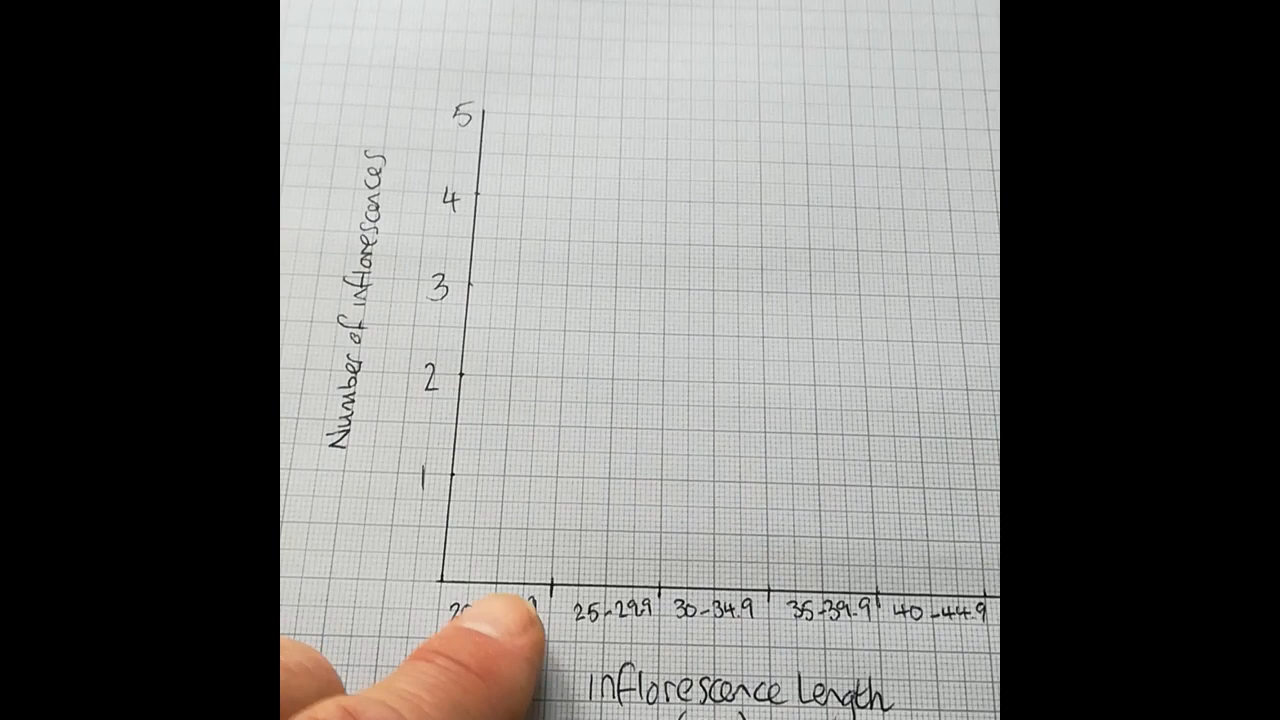 5
4
3
2
1
Number of inflorescences
25-29.9 30-34.9 35-39.9 40-44.9
inflorescence Length